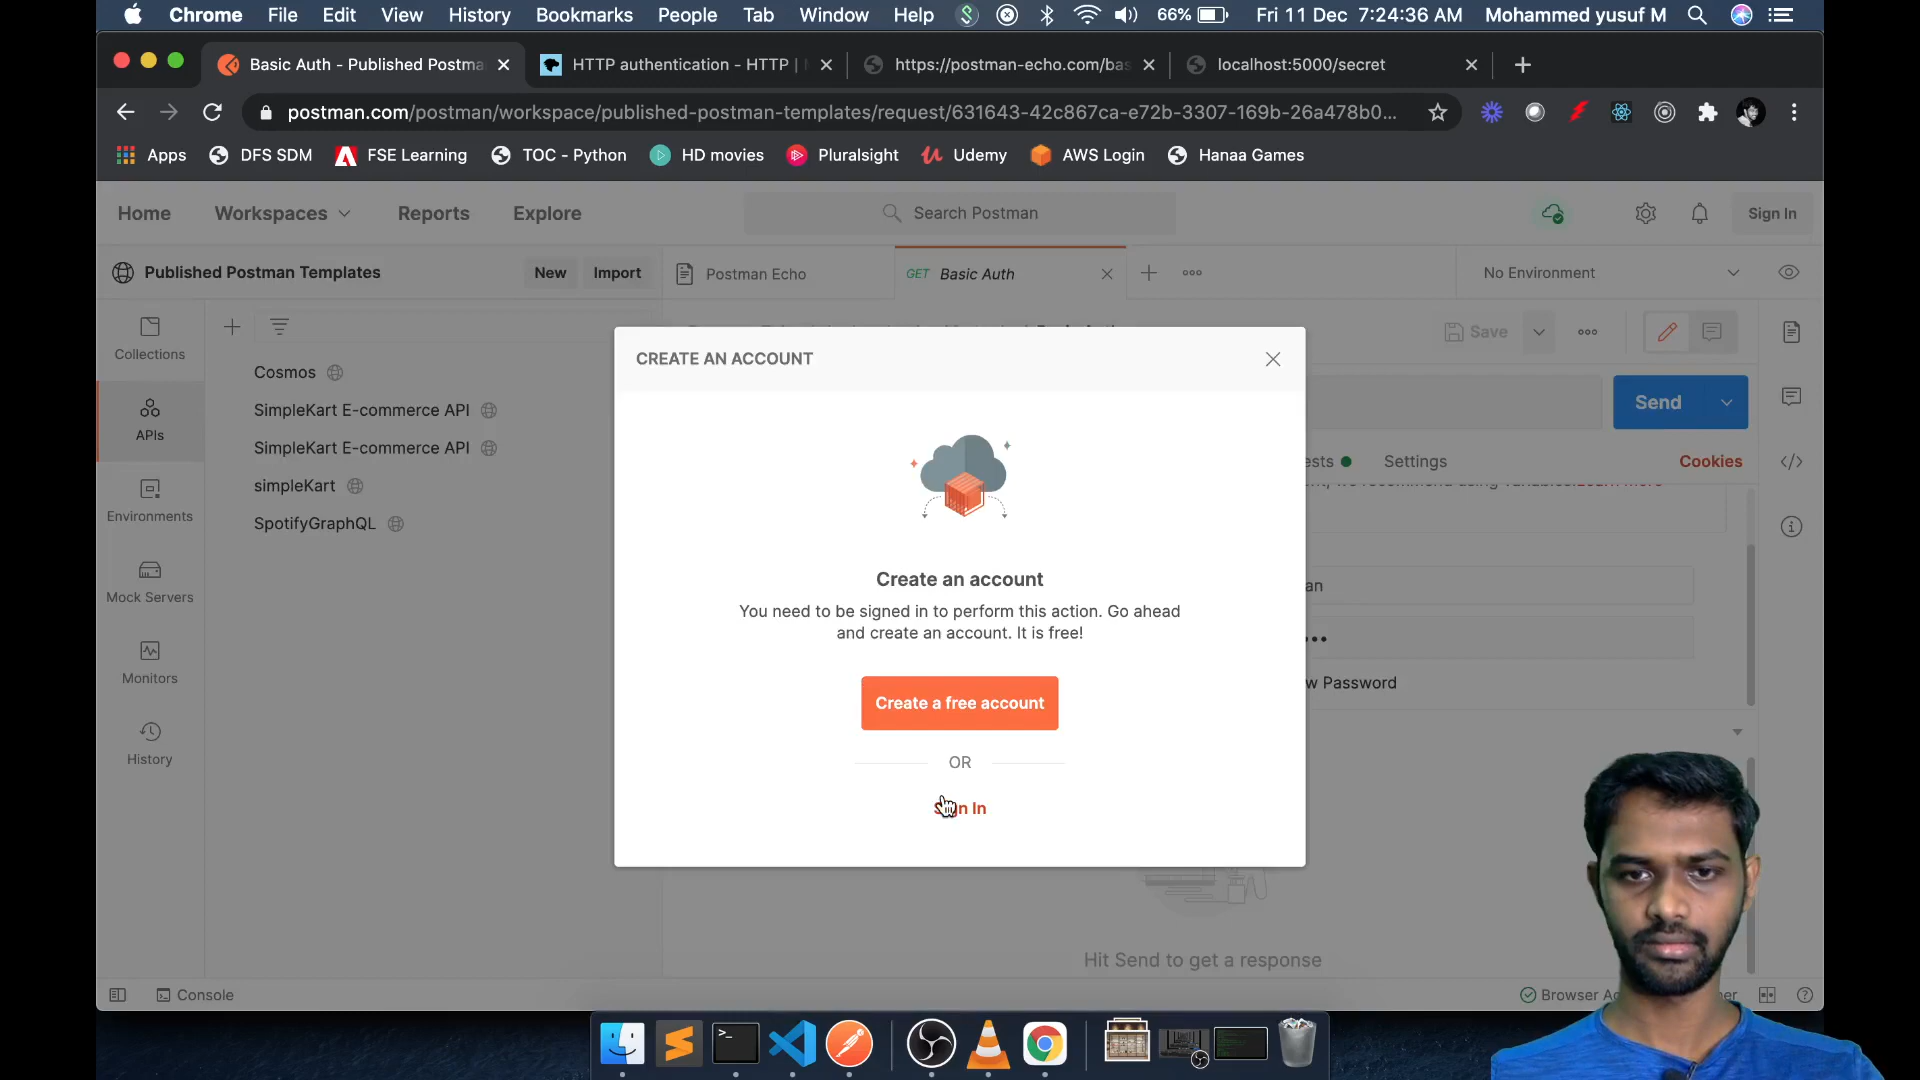 Chrome File Edit View History Bookmarks People Tab Window Help 66% Fri 11 Dec 7:24:36 AM Mohammed yusuf M
Basic Auth - Published Postma HTTP authentication - HTTP | https://postman-echo.com/bas localhost:5000/secret
postman.com/postman/workspace/published-postman-templates/request/631643-42c867ca-e72b-3307-169b-26a478b0...
Apps DFS SDM FSE Learning TOC - Python HD movies Pluralsight Udemy AWS Login Hanaa Games
Home Workspaces Reports Explore Search Postman Sign In
Published Postman Templates New Import Postman Echo GET Basic Auth No Environment
Collections
APIs
Environments
Mock Servers
Monitors
History
Cosmos
SimpleKart E-commerce API
SimpleKart E-commerce API
simpleKart
SpotifyGraphQL
Save
Send
ests Settings Cookies
an
w Password
CREATE AN ACCOUNT
Create an account
You need to be signed in to perform this action. Go ahead
and create an account. It is free!
Create a free account
OR
Sign In
Hit Send to get a response
Console
Browser